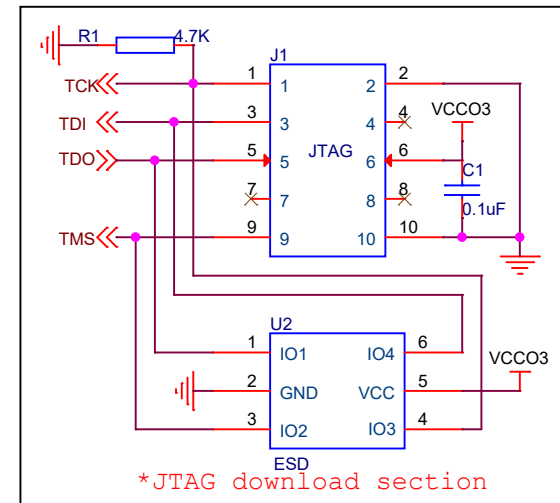 R1 4.7K
J1
TCK 1 1 2 2
VCCO3
TDI 3 3 4 4
TDO 5 5 JTAG 6 6
C1
7 7 8 8
0.1uF
TMS 9 9 10 10
U2
1 IO1 IO4 6
VCCO3
2 GND VCC 5
3 IO2 IO3 4
ESD
*JTAG download section